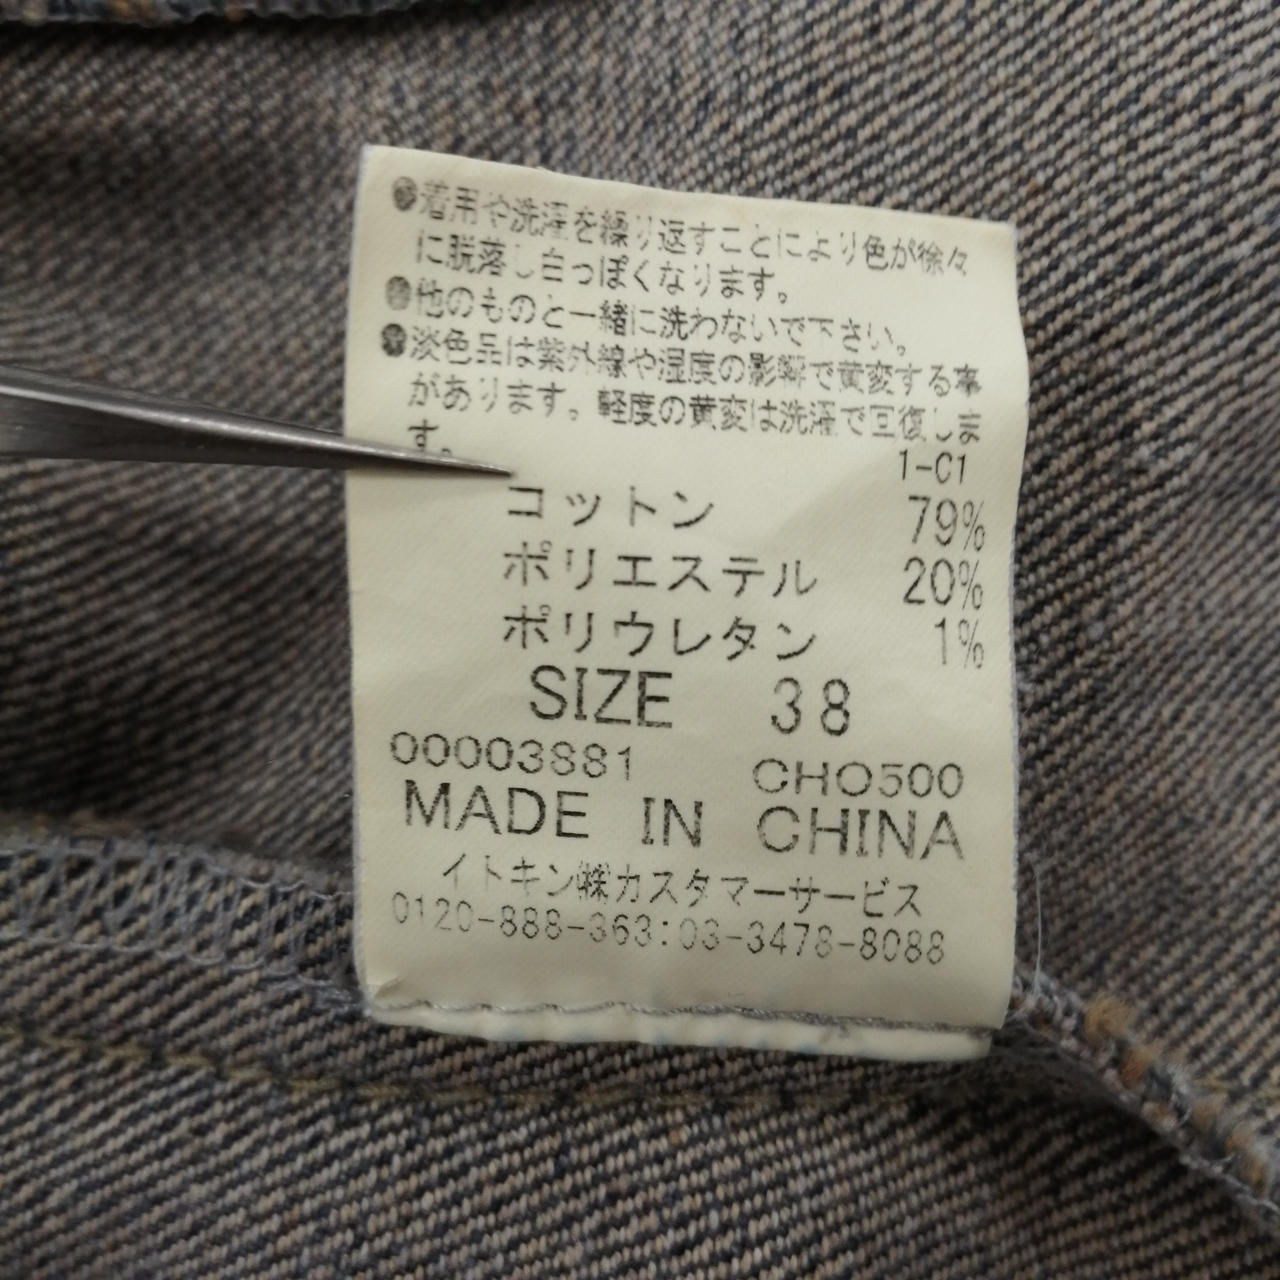 ●着用や洗濯を繰り返すことにより色が徐々
に脱落し白っぽくなります。
●他のものと一緒に洗わないで下さい。
●淡色品は紫外線や湿度の影響で黄変する事
があります。軽度の黄変は洗濯で回復しま
す。
1-C1
コットン 79%
ポリエステル 20%
ポリウレタン 1%
SIZE 38
00003881 CHO500
MADE IN CHINA
イトキン㈱カスタマーサービス
0120-888-363:03-3478-8088